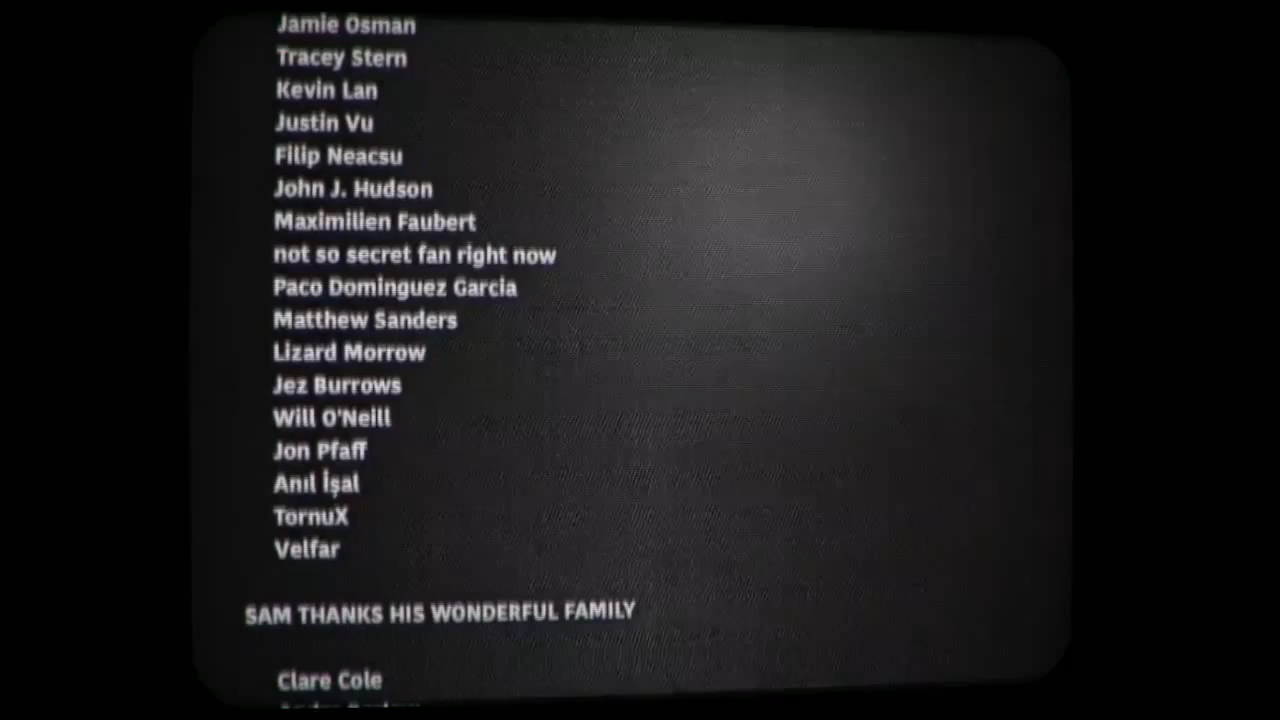 Jamie Osman
Tracey Stern
Kevin Lan
Justin Vu
Filip Neacsu
John J. Hudson
Maximilien Faubert
not so secret fan right now
Paco Dominguez Garcia
Matthew Sanders
Lizard Morrow
Jez Burrows
Will O'Neill
Jon Pfaff
Anıl İşal
TornuX
Velfar
SAM THANKS HIS WONDERFUL FAMILY
Clare Cole